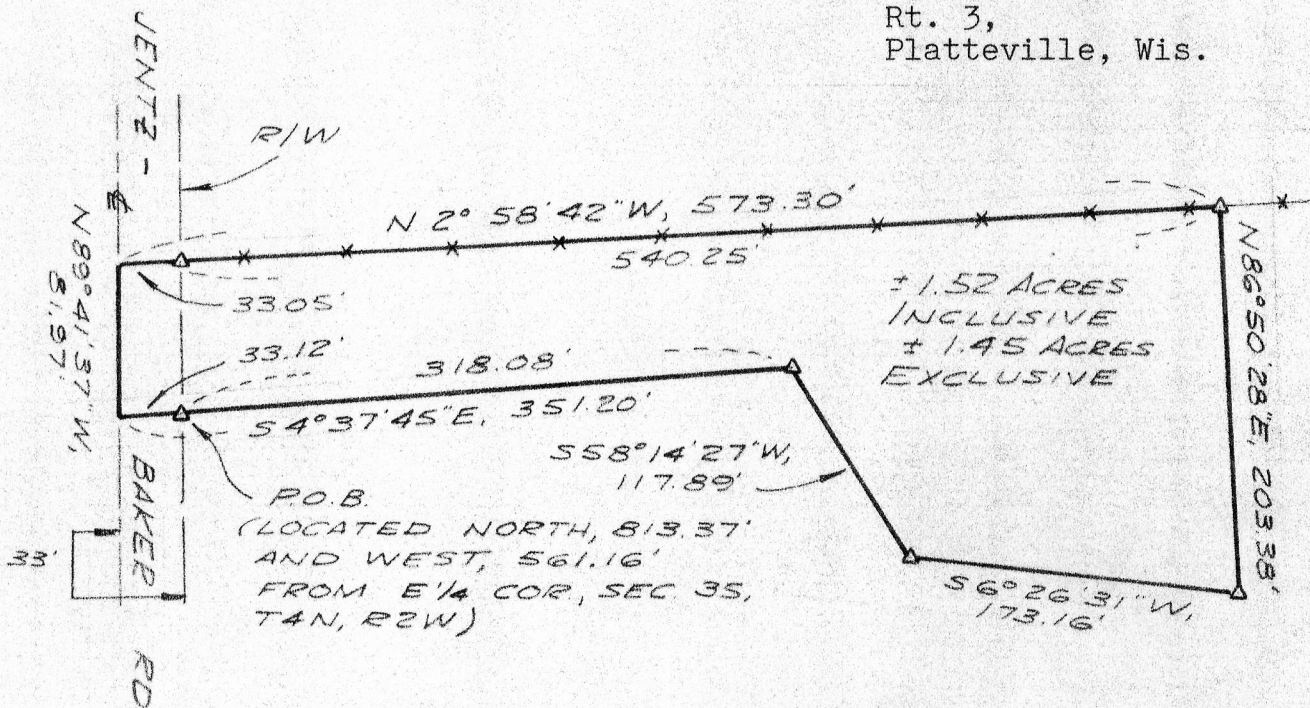 Rt. 3,
Platteville, Wis.
JENTZ -
R/W
℄
N 2° 58' 42" W, 573.30'
540.25'
33.05'
N 89° 41' 37" W,
81.97'
33.12'
318.08'
S 4° 37' 45" E, 351.20'
± 1.52 ACRES
INCLUSIVE
± 1.45 ACRES
EXCLUSIVE
N 86° 50' 28" E, 203.38'
S 58° 14' 27" W,
117.89'
P.O.B.
(LOCATED NORTH, 813.37'
AND WEST, 561.16'
FROM E 1/4 COR., SEC 35,
T4N, R2W)
S 6° 26' 31" W,
173.16'
33'
BAKER RD